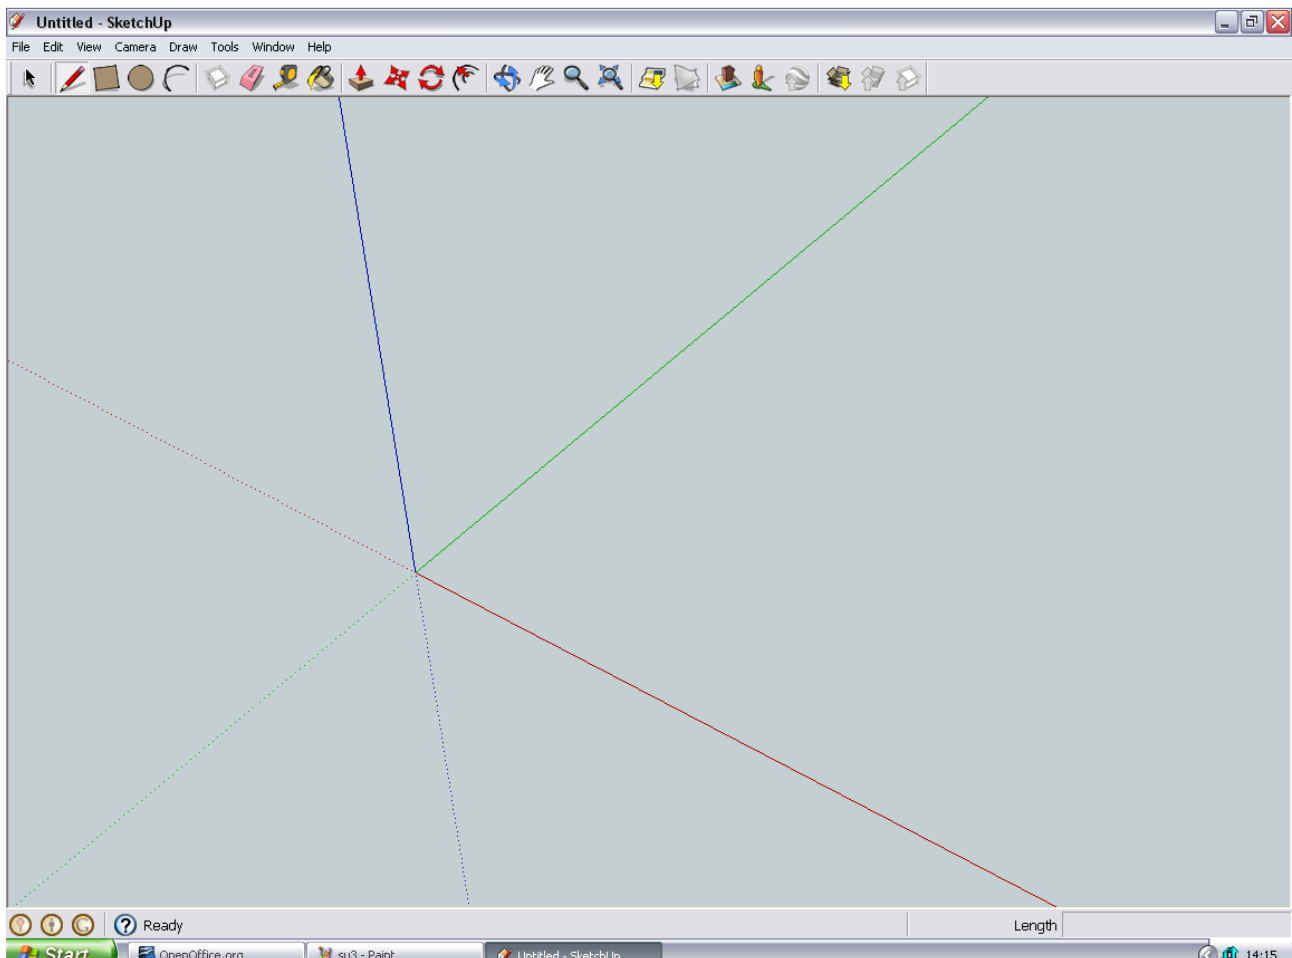 Untitled - SketchUp
File Edit View Camera Draw Tools Window Help
Ready
Length
Start OpenOffice.org su3 - Paint Untitled - SketchUp 14:15